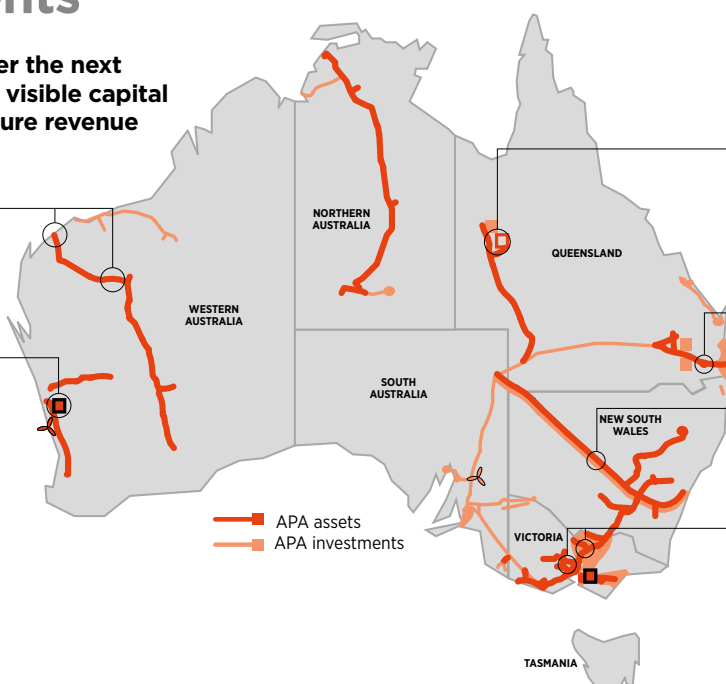 er the next
visible capital
ure revenue
NORTHERN
AUSTRALIA
QUEENSLAND
WESTERN
AUSTRALIA
SOUTH
AUSTRALIA
NEW SOUTH
WALES
APA assets
APA investments
VICTORIA
TASMANIA